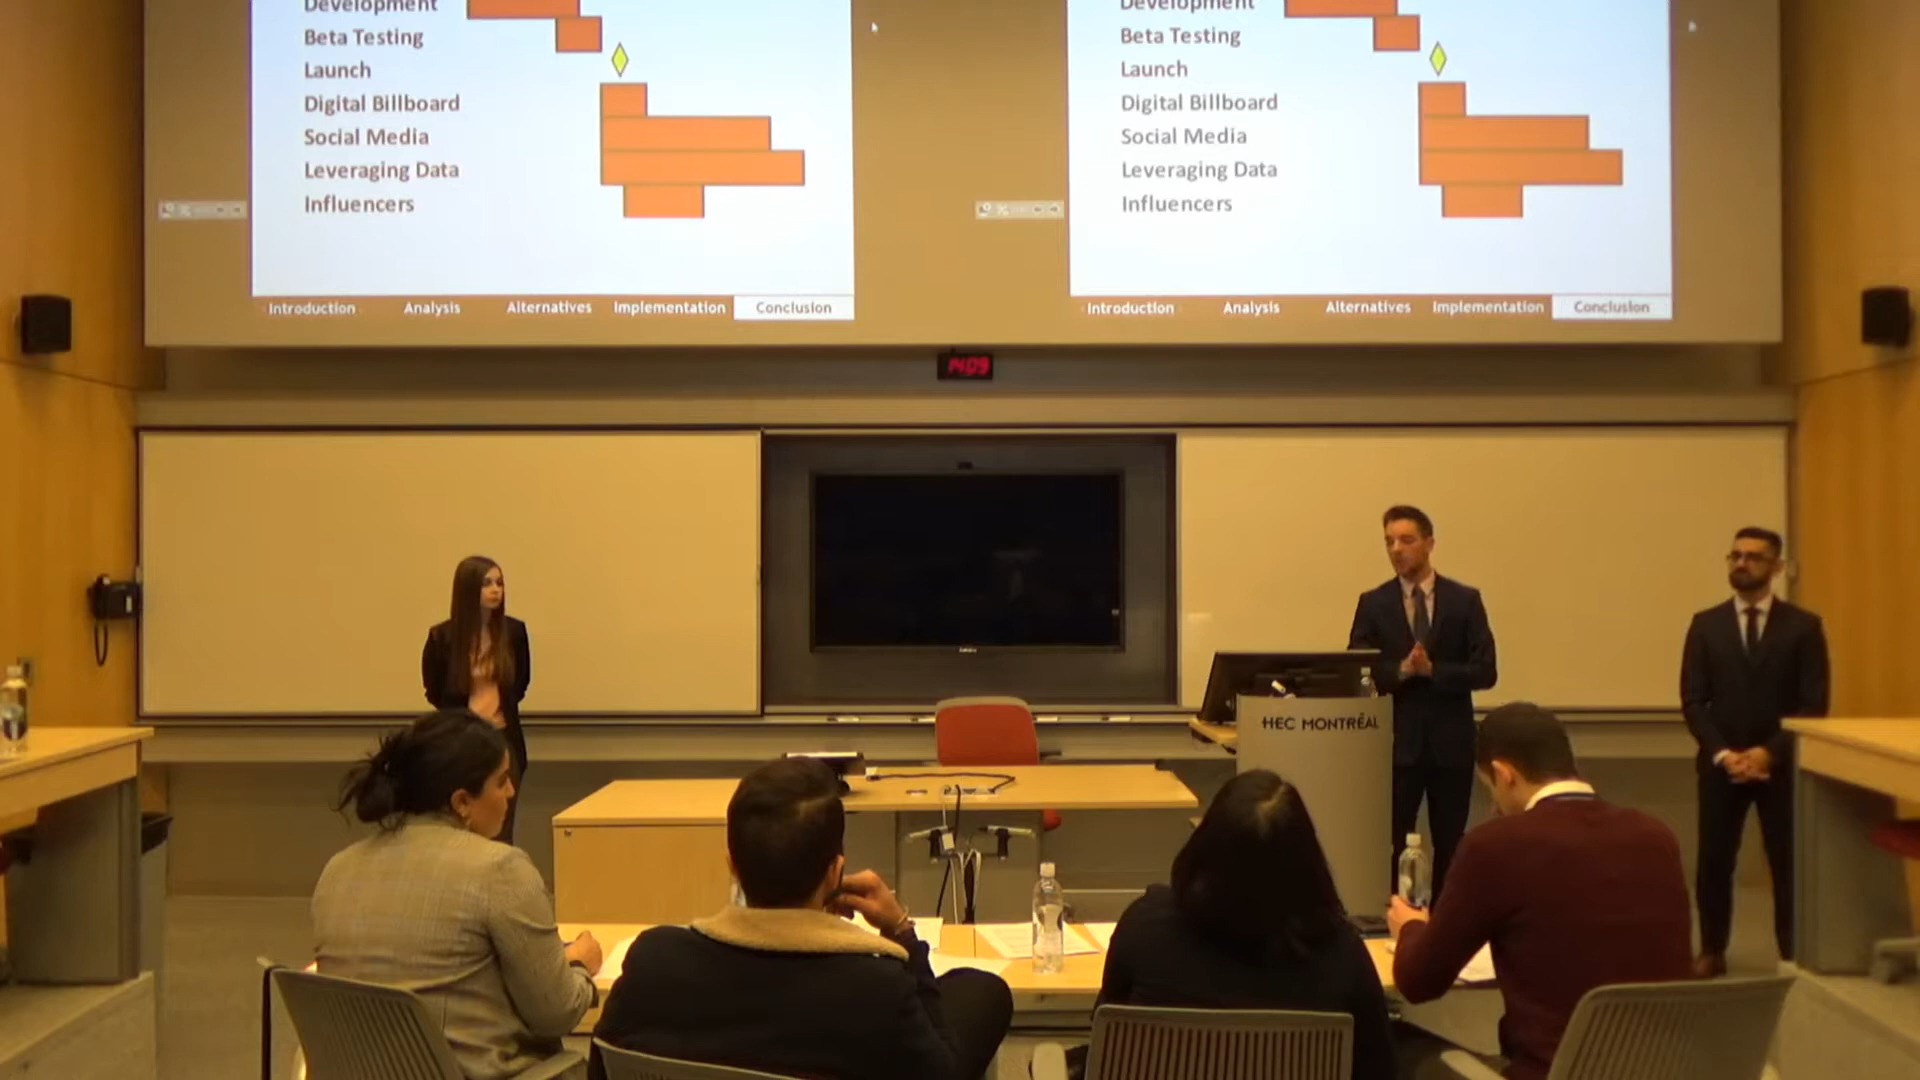 Development
Beta Testing
Launch
Digital Billboard
Social Media
Leveraging Data
Influencers
Introduction Analysis Alternatives Implementation Conclusion
Development
Beta Testing
Launch
Digital Billboard
Social Media
Leveraging Data
Influencers
Introduction Analysis Alternatives Implementation Conclusion
14:09
HEC MONTRÉAL